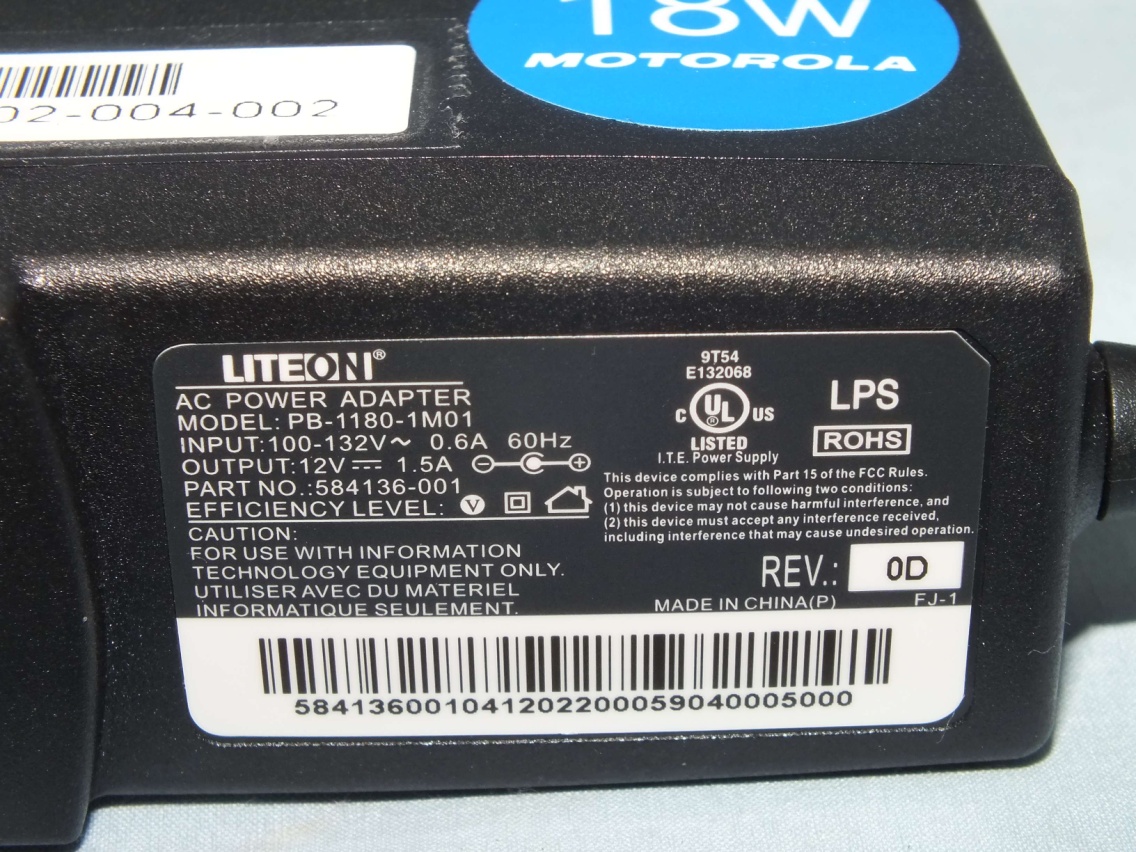 18W
MOTOROLA
02-004-002
LITEON®
AC POWER ADAPTER
MODEL: PB-1180-1M01
INPUT:100-132V~ 0.6A 60Hz
OUTPUT:12V⎓ 1.5A
PART NO.:584136-001
EFFICIENCY LEVEL: V
CAUTION:
FOR USE WITH INFORMATION
TECHNOLOGY EQUIPMENT ONLY.
UTILISER AVEC DU MATERIEL
INFORMATIQUE SEULEMENT.
9T54
E132068
C UL US
LISTED
I.T.E. Power Supply
LPS
ROHS
This device complies with Part 15 of the FCC Rules.
Operation is subject to following two conditions:
(1) this device may not cause harmful interference, and
(2) this device must accept any interference received,
including interference that may cause undesired operation.
REV.: 0D
MADE IN CHINA(P) FJ-1
584136001041202200059040005000